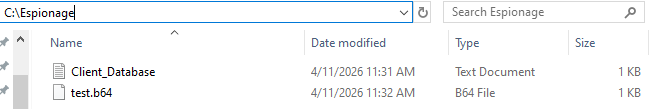 C:\Espionage Search Espionage
Name Date modified Type Size
Client_Database 4/11/2026 11:31 AM Text Document 1 KB
test.b64 4/11/2026 11:32 AM B64 File 1 KB